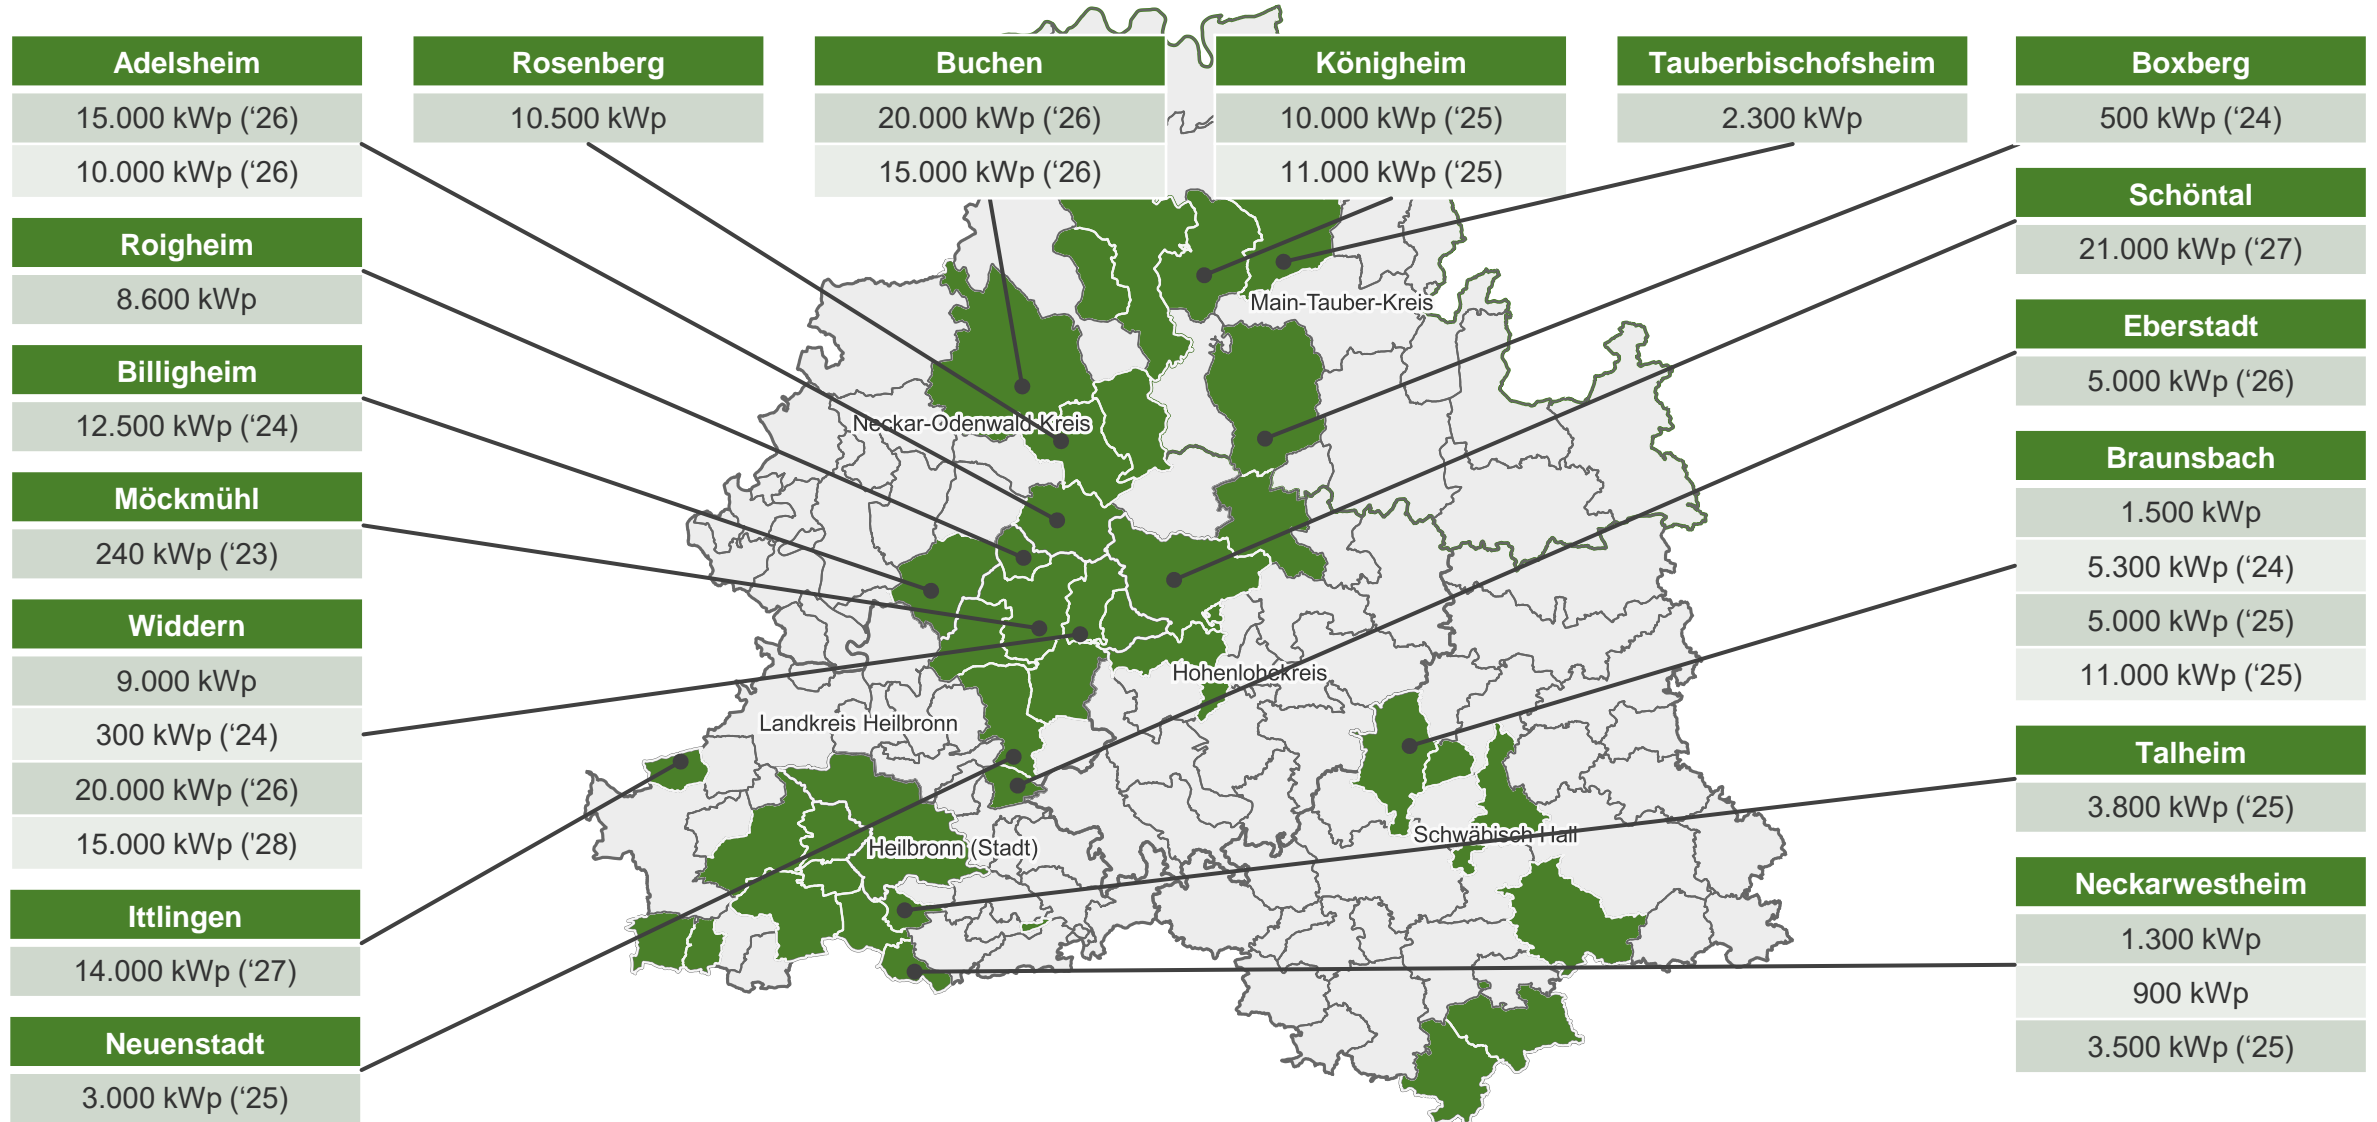 Adelsheim
15.000 kWp (‘26)
10.000 kWp (‘26)
Rosenberg
10.500 kWp
Buchen
20.000 kWp (‘26)
15.000 kWp (‘26)
Königheim
10.000 kWp (‘25)
11.000 kWp (‘25)
Tauberbischofsheim
2.300 kWp
Boxberg
500 kWp (‘24)
Roigheim
8.600 kWp
Billigheim
12.500 kWp (‘24)
Möckmühl
240 kWp (‘23)
Widdern
9.000 kWp
300 kWp (‘24)
20.000 kWp (‘26)
15.000 kWp ('28)
Ittlingen
14.000 kWp (‘27)
Neuenstadt
3.000 kWp (‘25)
Main-Tauber-Kreis
Neckar-Odenwald-Kreis
Hohenlohekreis
Landkreis Heilbronn
Heilbronn (Stadt)
Schwäbisch Hall
Schöntal
21.000 kWp (‘27)
Eberstadt
5.000 kWp (‘26)
Braunsbach
1.500 kWp
5.300 kWp (‘24)
5.000 kWp (‘25)
11.000 kWp (‘25)
Talheim
3.800 kWp (‘25)
Neckarwestheim
1.300 kWp
900 kWp
3.500 kWp (‘25)